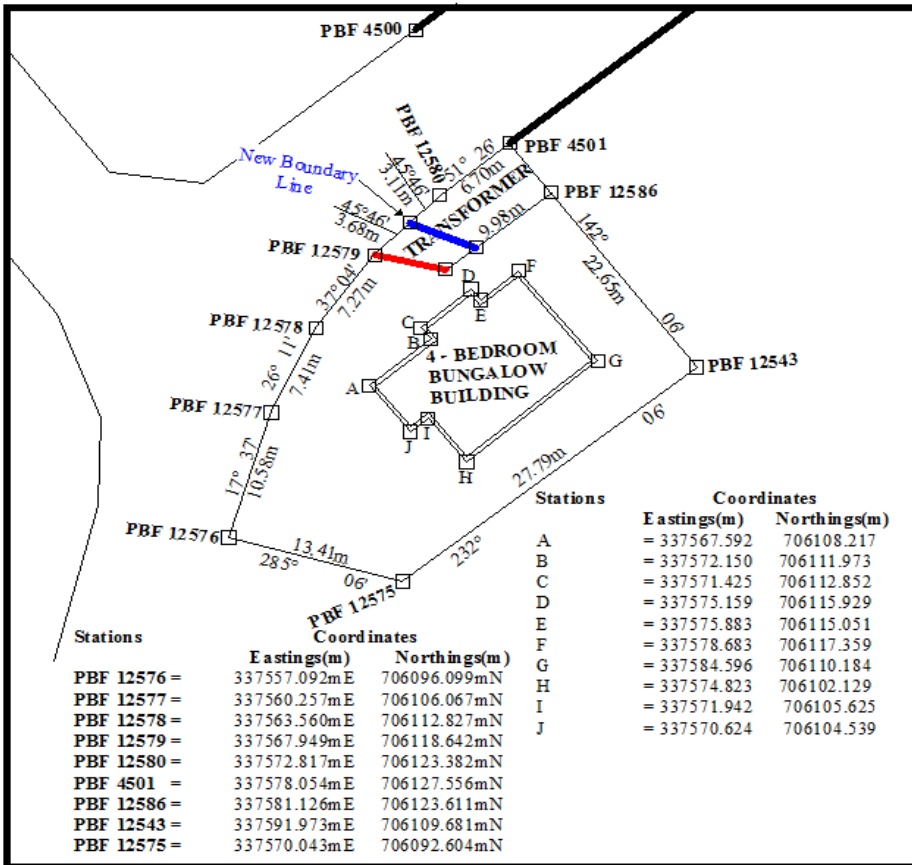 PBF 4500
PBF 12580
51° 26'
6.70m
PBF 4501
New Boundary
Line
45°46'
3.11m
45°46'
3.68m
TRANSFORMER
PBF 12586
9.98m
PBF 12579
142°
22.65m
06'
37° 04'
7.27m
D
F
E
C
B
PBF 12578
4 - BEDROOM
BUNGALOW
BUILDING
G
PBF 12543
26° 11'
7.41m
A
PBF 12577
J
I
H
06'
27.79m
232°
17° 37'
10.58m
PBF 12576
13.41m
285°
06'
PBF 12575
Stations Coordinates
Eastings(m) Northings(m)
A = 337567.592 706108.217
B = 337572.150 706111.973
C = 337571.425 706112.852
D = 337575.159 706115.929
E = 337575.883 706115.051
F = 337578.683 706117.359
G = 337584.596 706110.184
H = 337574.823 706102.129
I = 337571.942 706105.625
J = 337570.624 706104.539
Stations Coordinates
Eastings(m) Northings(m)
PBF 12576 = 337557.092mE 706096.099mN
PBF 12577 = 337560.257mE 706106.067mN
PBF 12578 = 337563.560mE 706112.827mN
PBF 12579 = 337567.949mE 706118.642mN
PBF 12580 = 337572.817mE 706123.382mN
PBF 4501 = 337578.054mE 706127.556mN
PBF 12586 = 337581.126mE 706123.611mN
PBF 12543 = 337591.973mE 706109.681mN
PBF 12575 = 337570.043mE 706092.604mN